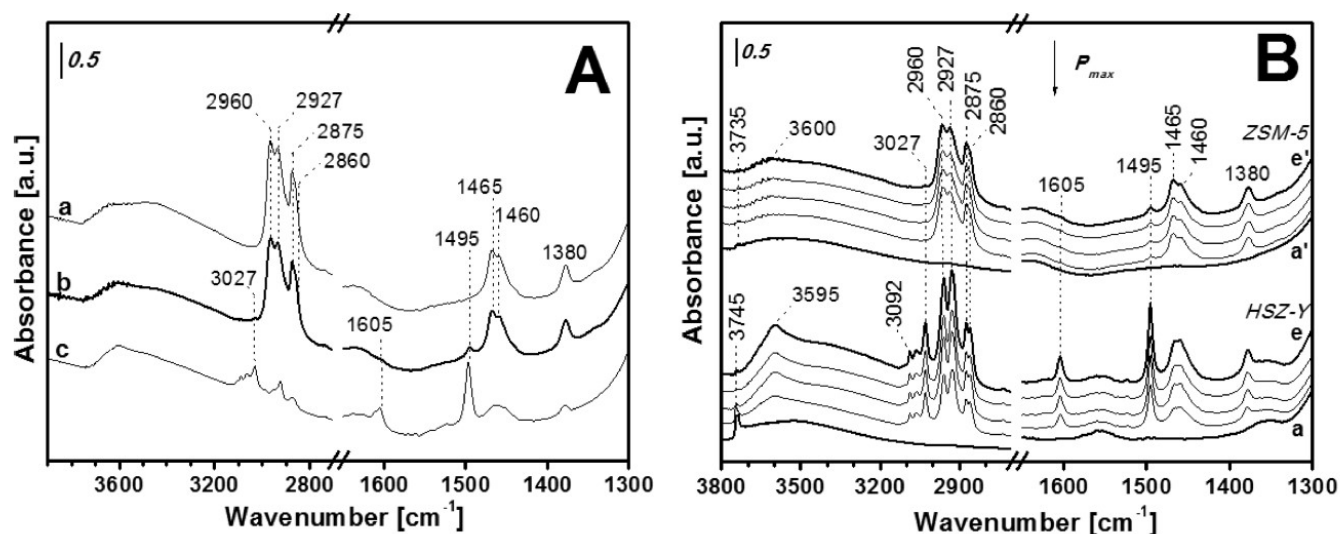 A
0.5
2960
2927
2875
2860
a
b
c
3027
1605
1495
1465
1460
1380
Absorbance [a.u.]
3600 3200 2800 1600 1500 1400 1300
Wavenumber [cm⁻¹]
B
0.5
P max
3735
3600
3027
2960
2927
2875
2860
1605
1495
1465
1460
1380
ZSM-5
e'
a'
3745
3595
3092
HSZ-Y
e
a
Absorbance [a.u.]
3800 3500 3200 2900 1600 1500 1400 1300
Wavenumber [cm⁻¹]